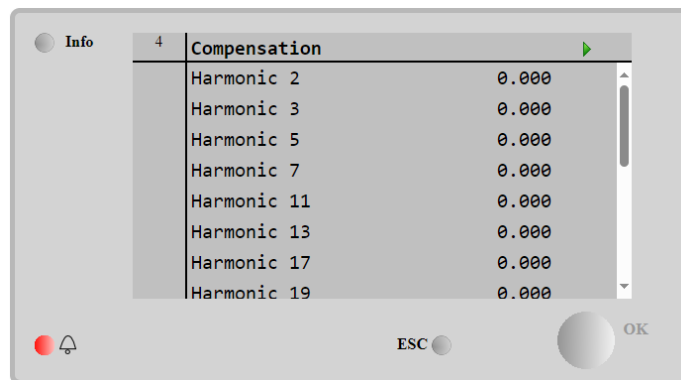 Info
4 Compensation
Harmonic 2 0.000
Harmonic 3 0.000
Harmonic 5 0.000
Harmonic 7 0.000
Harmonic 11 0.000
Harmonic 13 0.000
Harmonic 17 0.000
Harmonic 19 0.000
OK
ESC